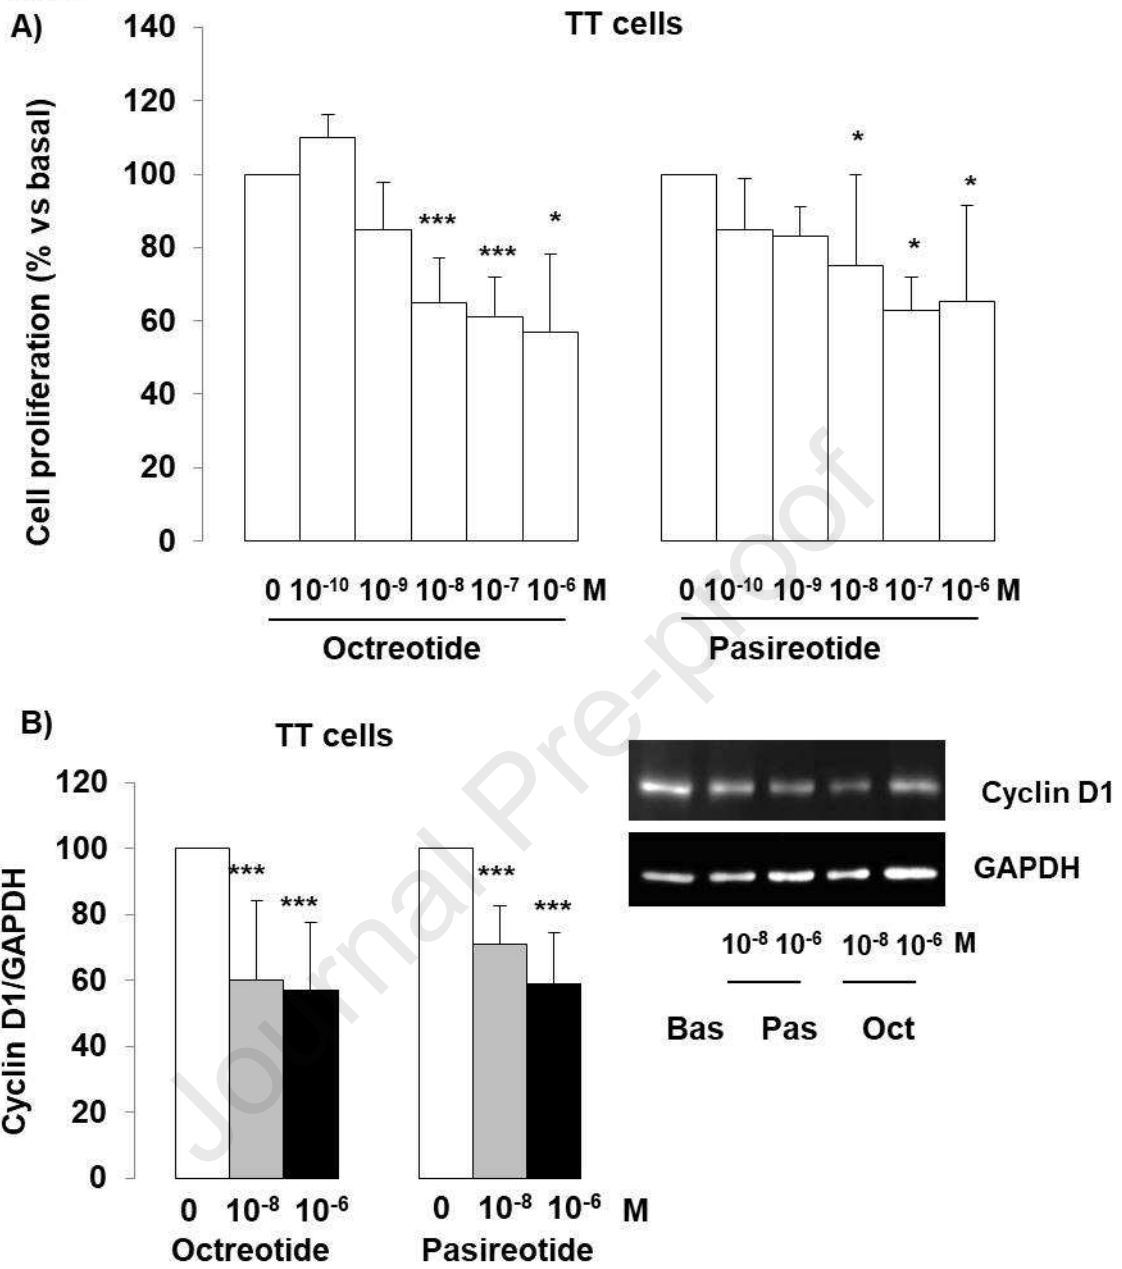 A)
TT cells
140
120
100
80
60
40
20
0
Cell proliferation (% vs basal)
*** *** *
* * *
0 10⁻¹⁰ 10⁻⁹ 10⁻⁸ 10⁻⁷ 10⁻⁶ M
Octreotide
0 10⁻¹⁰ 10⁻⁹ 10⁻⁸ 10⁻⁷ 10⁻⁶ M
Pasireotide
B)
TT cells
120
100
80
60
40
20
0
Cyclin D1/GAPDH
*** ***
*** ***
0 10⁻⁸ 10⁻⁶
Octreotide
0 10⁻⁸ 10⁻⁶ M
Pasireotide
Cyclin D1
GAPDH
10⁻⁸ 10⁻⁶ 10⁻⁸ 10⁻⁶ M
Bas Pas Oct
Journal Pre-proof